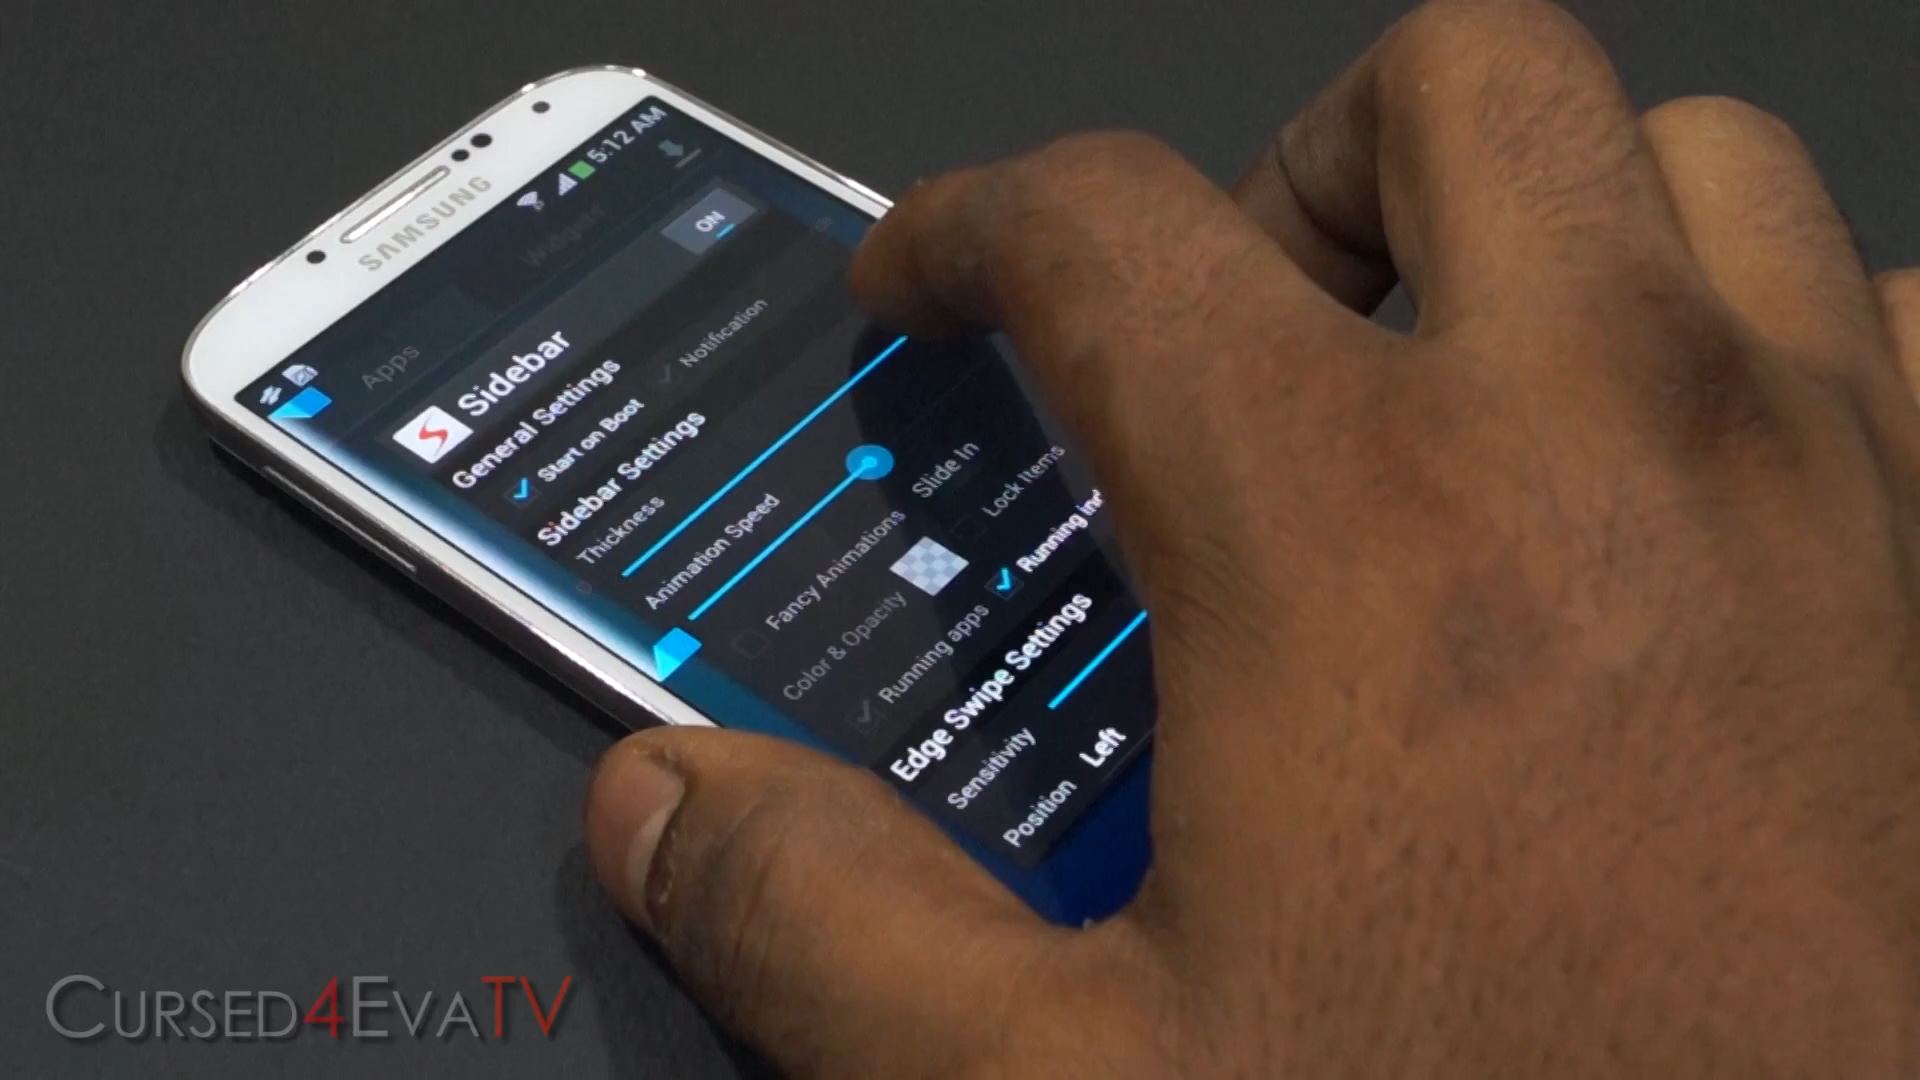 5:12 AM
SAMSUNG
Apps
Widgets
Sidebar
ON
General Settings
Start on Boot
Notification
Sidebar Settings
Thickness
Animation Speed
Fancy Animations
Slide In
Color & Opacity
Lock Items
Running apps
Running
Edge Swipe Settings
Sensitivity
Position
Left
CURSED4EVATV